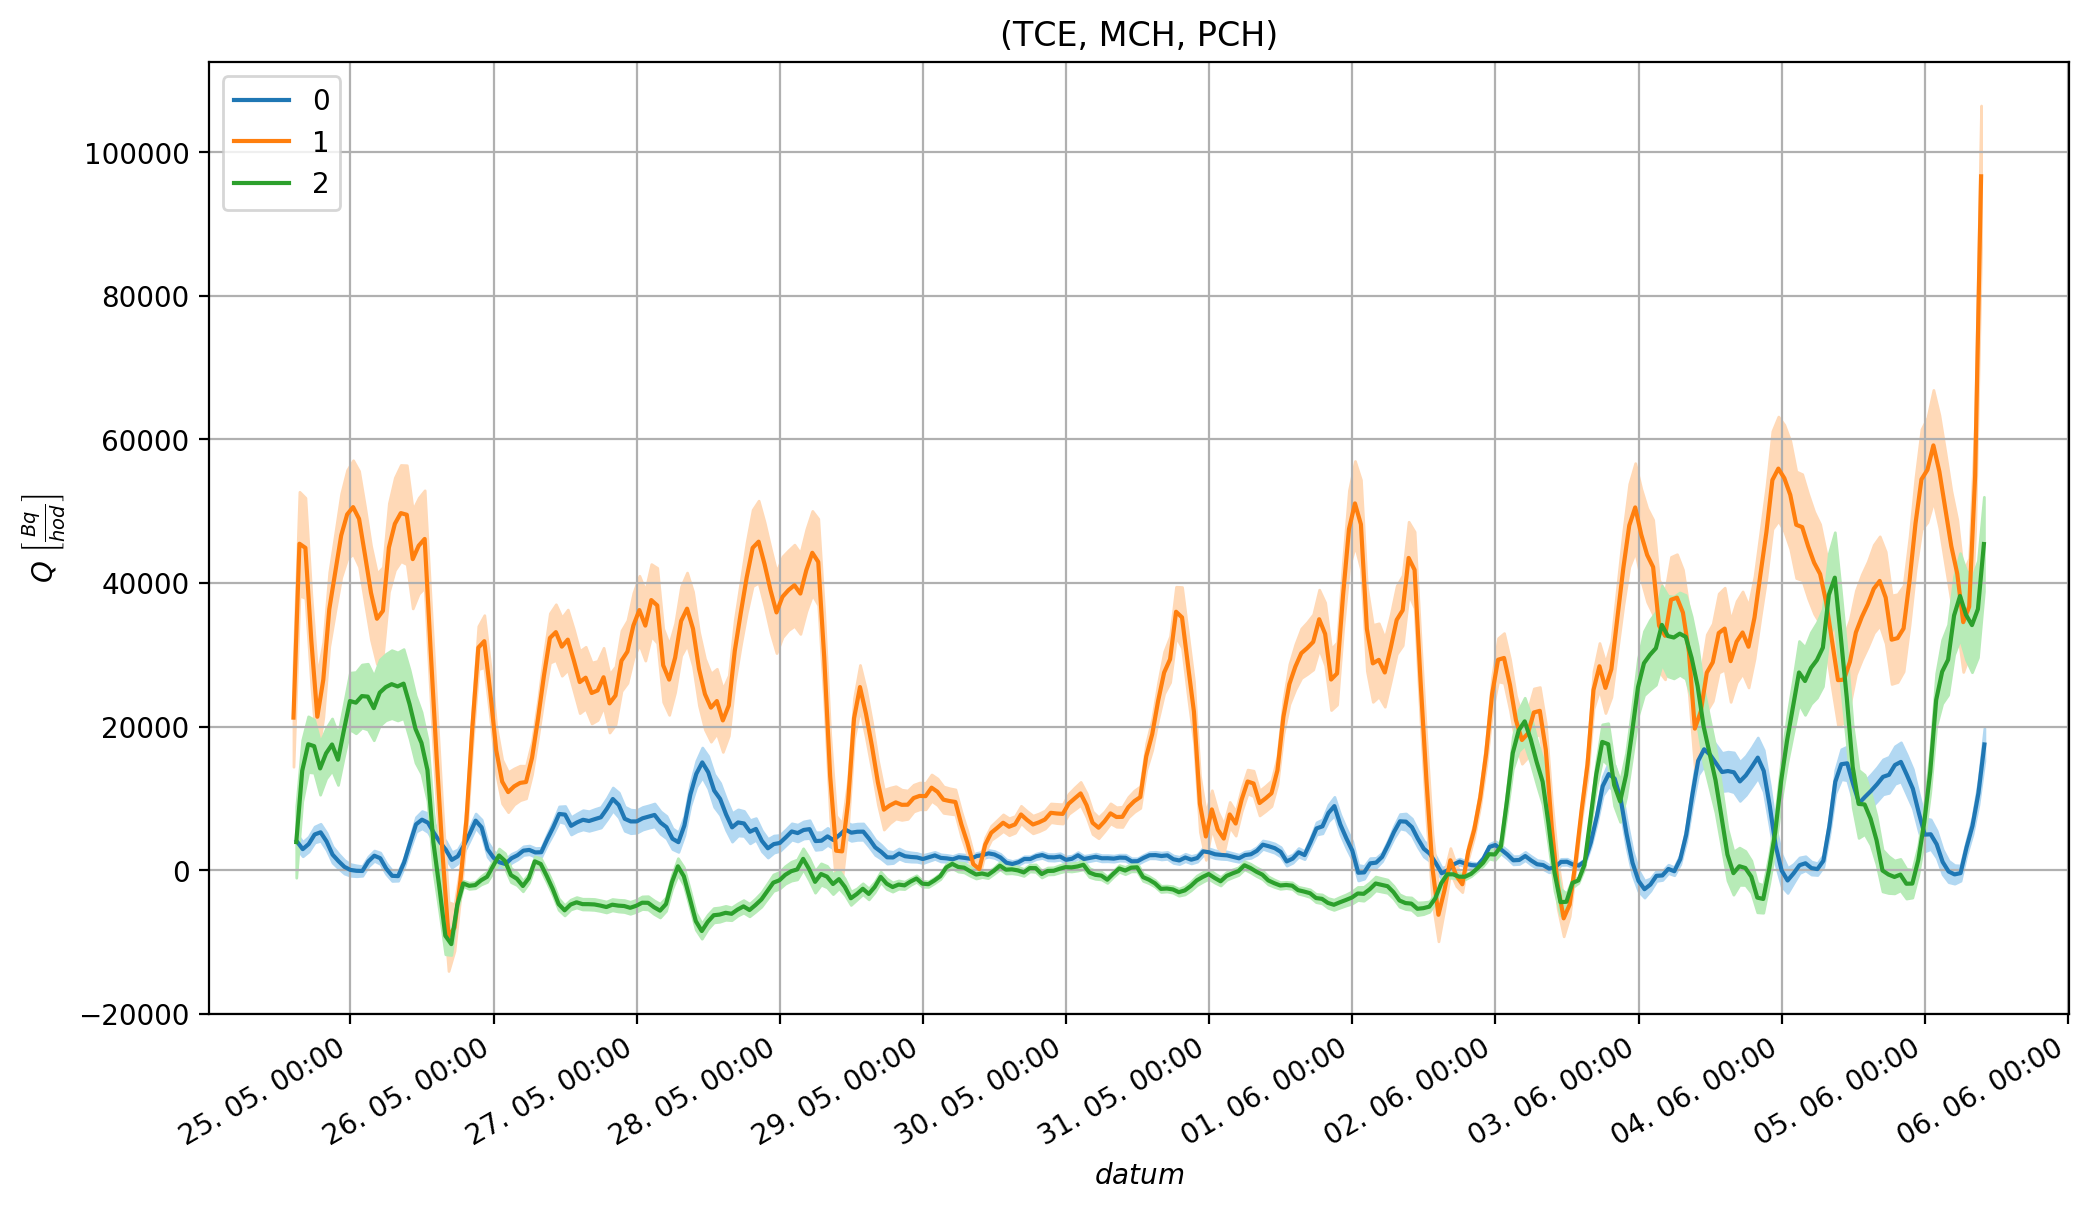 (TCE, MCH, PCH)
0
1
2
100000
80000
60000
40000
20000
0
−20000
Q [Bq/hod]
25. 05. 00:00
26. 05. 00:00
27. 05. 00:00
28. 05. 00:00
29. 05. 00:00
30. 05. 00:00
31. 05. 00:00
01. 06. 00:00
02. 06. 00:00
03. 06. 00:00
04. 06. 00:00
05. 06. 00:00
06. 06. 00:00
datum